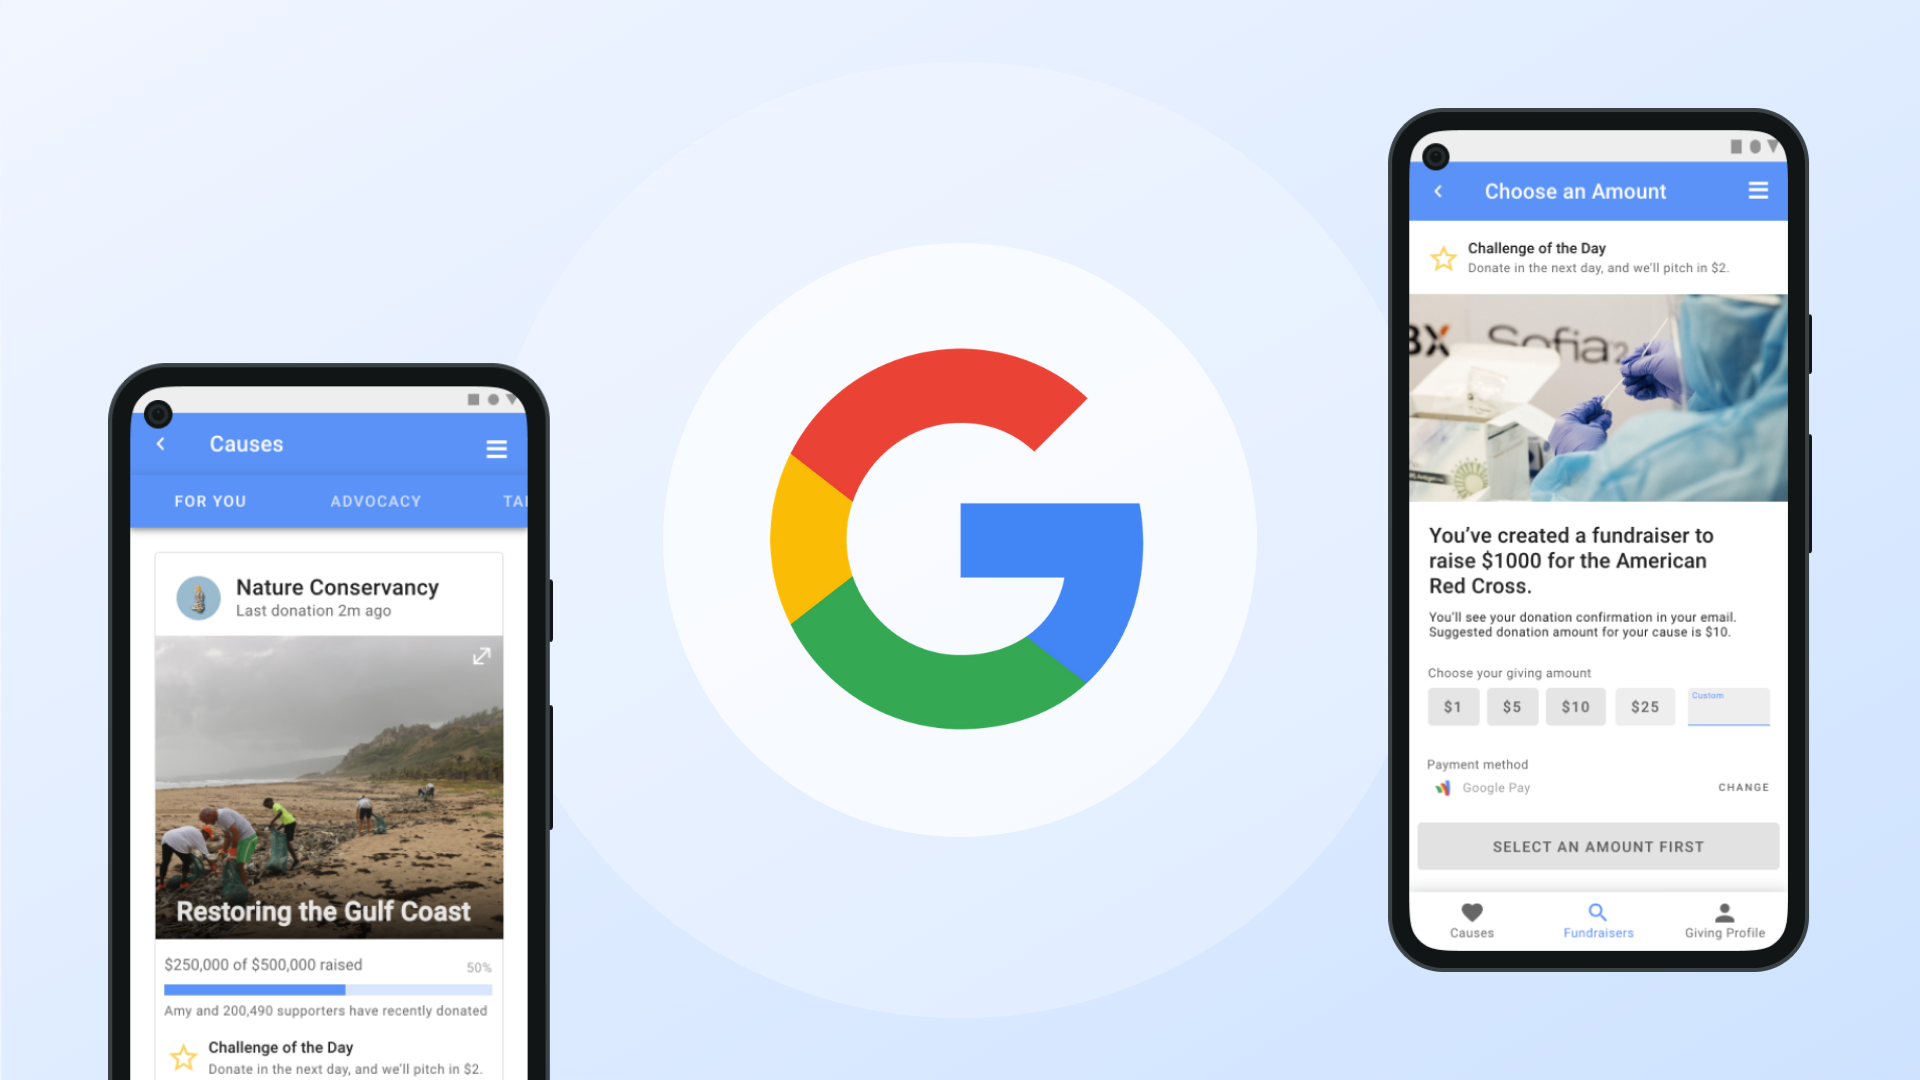 Causes
FOR YOU
ADVOCACY
Nature Conservancy
Last donation 2m ago
Restoring the Gulf Coast
$250,000 of $500,000 raised
50%
Amy and 200,490 supporters have recently donated
Challenge of the Day
Donate in the next day, and we'll pitch in $2.
Choose an Amount
Challenge of the Day
Donate in the next day, and we'll pitch in $2.
Sofia 2
You've created a fundraiser to
raise $1000 for the American
Red Cross.
You'll see your donation confirmation in your email.
Suggested donation amount for your cause is $10.
Choose your giving amount
$1
$5
$10
$25
Custom
Payment method
Google Pay
CHANGE
SELECT AN AMOUNT FIRST
Causes
Fundraisers
Giving Profile